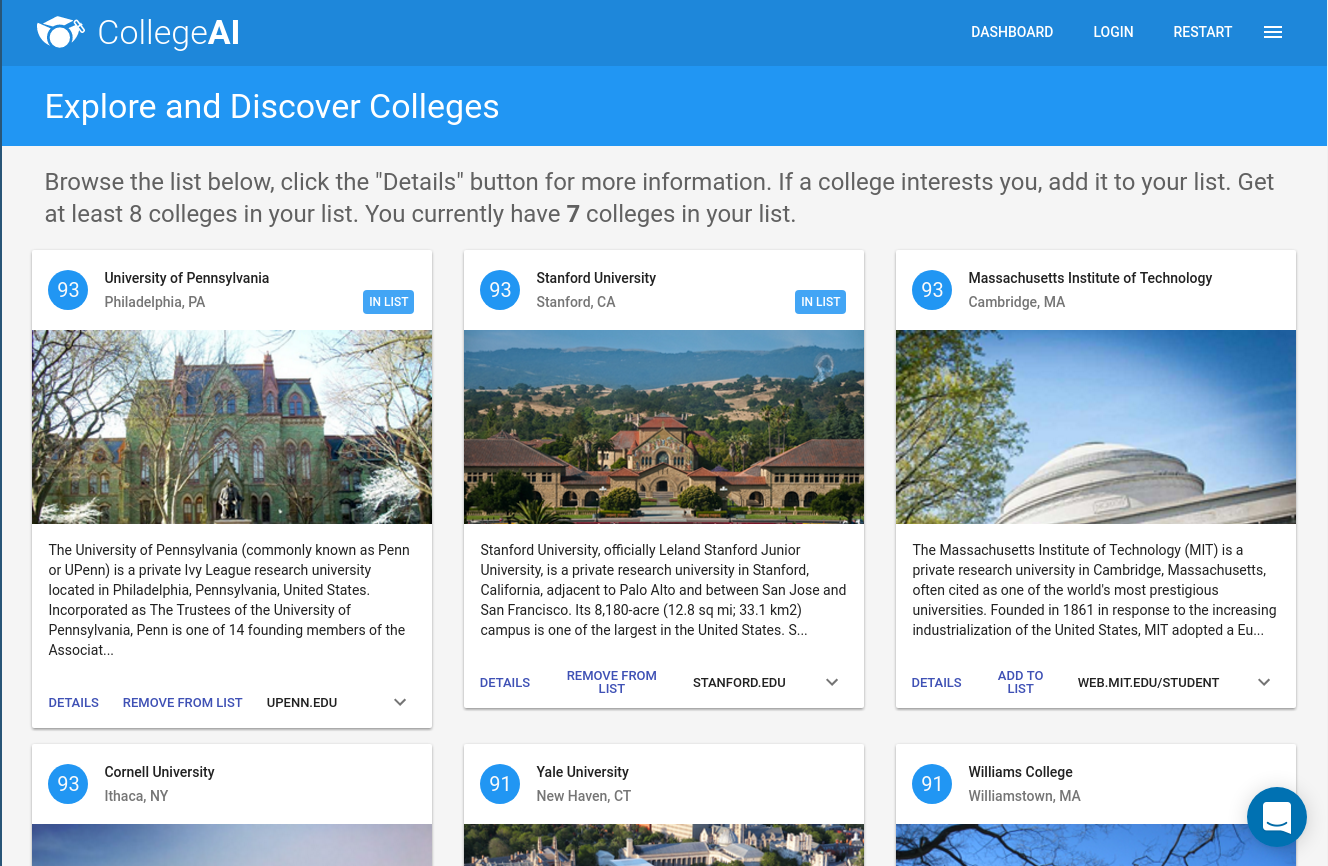 CollegeAI
DASHBOARD
LOGIN
RESTART
Explore and Discover Colleges
Browse the list below, click the "Details" button for more information. If a college interests you, add it to your list. Get
at least 8 colleges in your list. You currently have 7 colleges in your list.
93
University of Pennsylvania
Philadelphia, PA
IN LIST
The University of Pennsylvania (commonly known as Penn
or UPenn) is a private Ivy League research university
located in Philadelphia, Pennsylvania, United States.
Incorporated as The Trustees of the University of
Pennsylvania, Penn is one of 14 founding members of the
Associat...
DETAILS
REMOVE FROM LIST
UPENN.EDU
93
Stanford University
Stanford, CA
IN LIST
Stanford University, officially Leland Stanford Junior
University, is a private research university in Stanford,
California, adjacent to Palo Alto and between San Jose and
San Francisco. Its 8,180-acre (12.8 sq mi; 33.1 km2)
campus is one of the largest in the United States. S...
DETAILS
REMOVE FROM
LIST
STANFORD.EDU
93
Massachusetts Institute of Technology
Cambridge, MA
The Massachusetts Institute of Technology (MIT) is a
private research university in Cambridge, Massachusetts,
often cited as one of the world's most prestigious
universities. Founded in 1861 in response to the increasing
industrialization of the United States, MIT adopted a Eu...
DETAILS
ADD TO
LIST
WEB.MIT.EDU/STUDENT
93
Cornell University
Ithaca, NY
91
Yale University
New Haven, CT
91
Williams College
Williamstown, MA